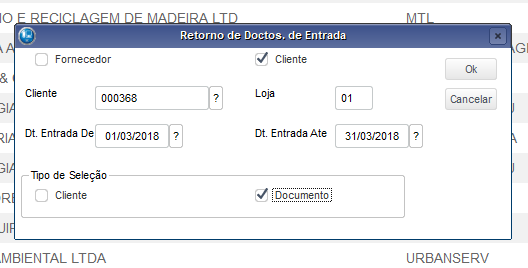 O E RECICLAGEM DE MADEIRA LTD MTL
Retorno de Doctos. de Entrada
Fornecedor Cliente Ok
Cliente 000368 ? Loja 01 Cancelar
Dt. Entrada De 01/03/2018 ? Dt. Entrada Ate 31/03/2018 ?
Tipo de Seleção
Cliente Documento
AMBIENTAL LTDA URBANSERV